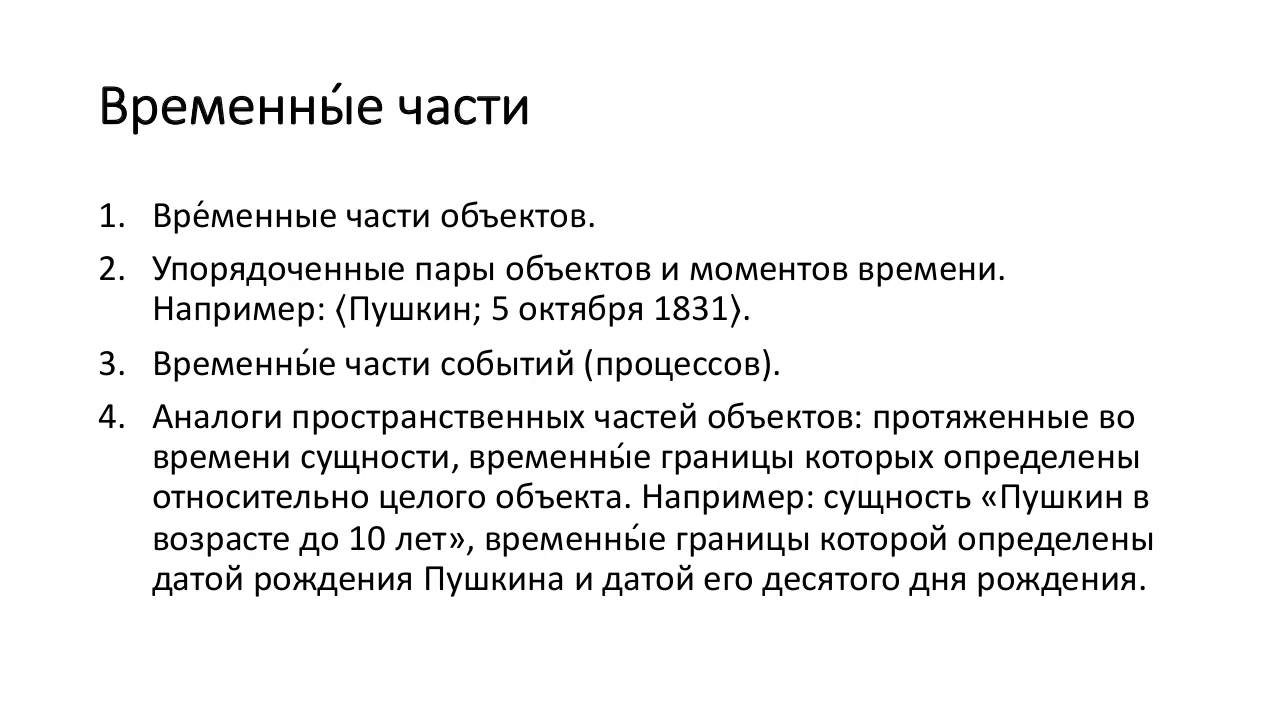 Временны́е части
1. Вре́менные части объектов.
2. Упорядоченные пары объектов и моментов времени.
Например: ⟨Пушкин; 5 октября 1831⟩.
3. Временны́е части событий (процессов).
4. Аналоги пространственных частей объектов: протяженные во
времени сущности, временны́е границы которых определены
относительно целого объекта. Например: сущность «Пушкин в
возрасте до 10 лет», временны́е границы которой определены
датой рождения Пушкина и датой его десятого дня рождения.